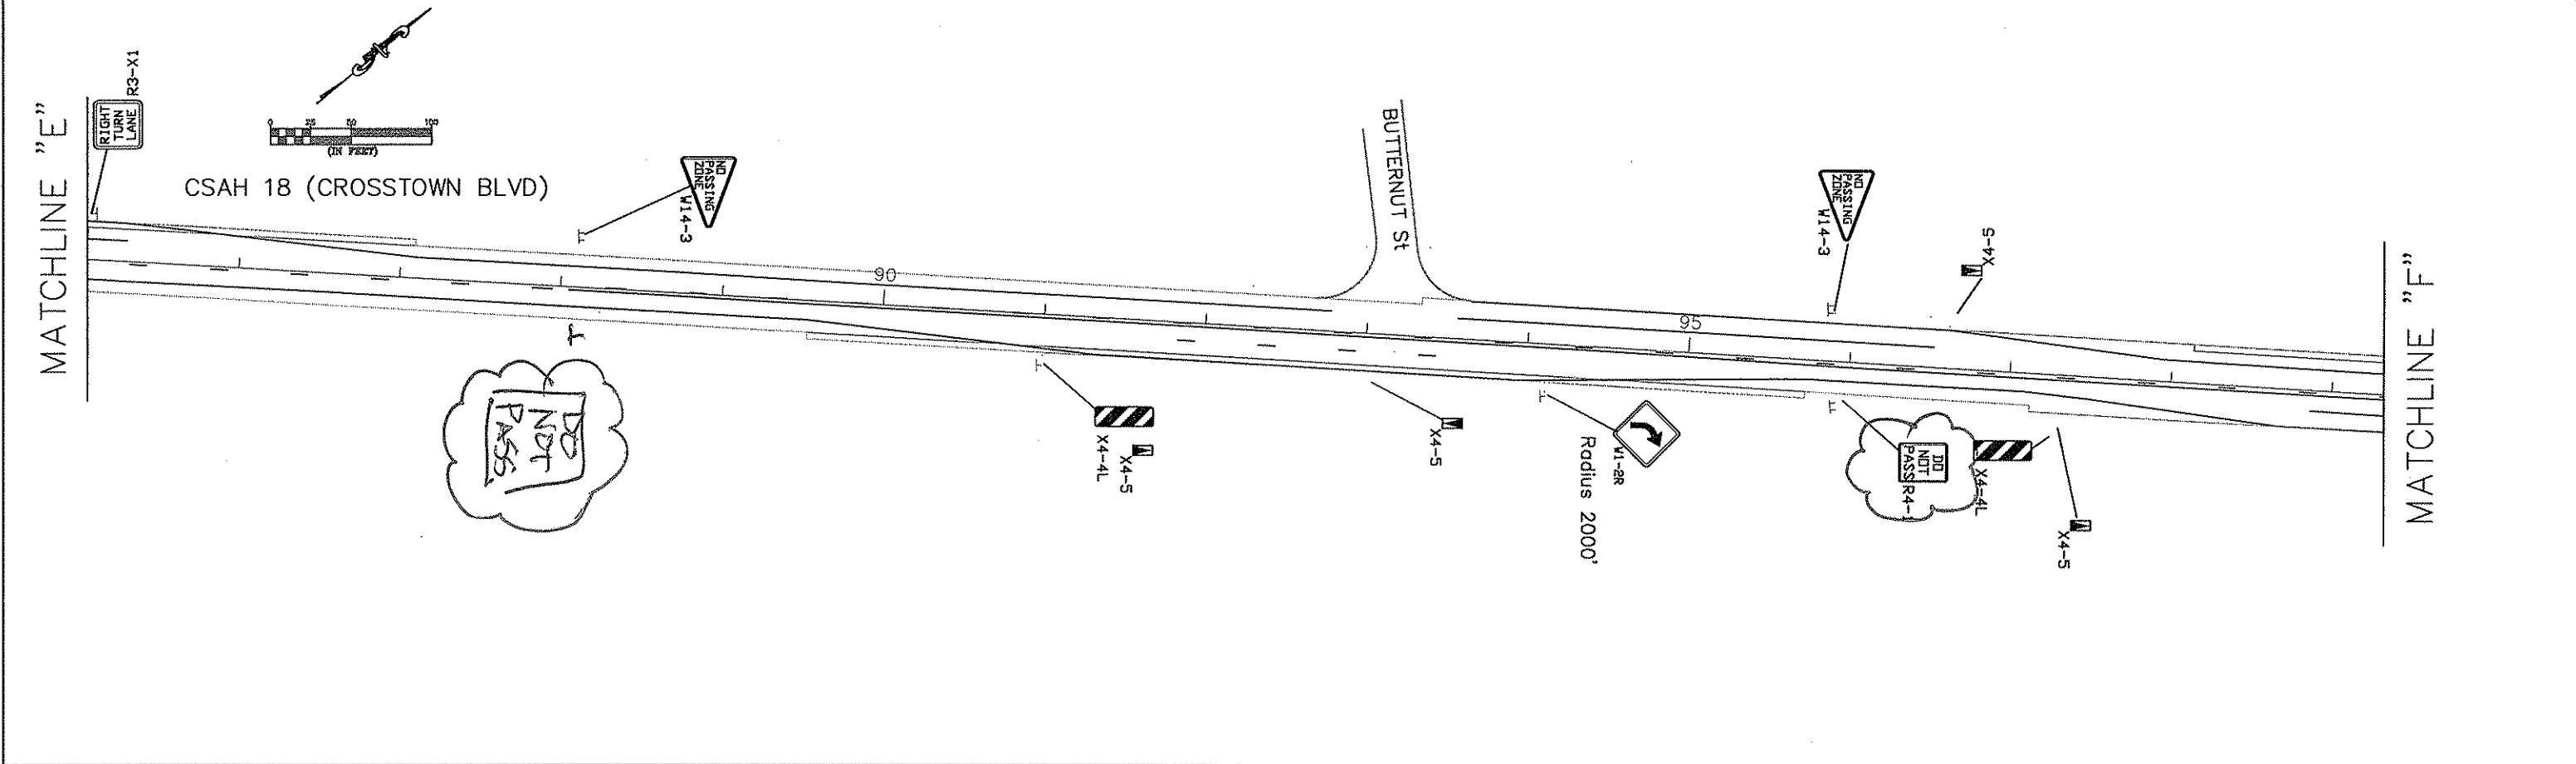 MATCHLINE "E"
RIGHT
TURN
LANE
R3-X1
0 25 50 100
(IN FEET)
CSAH 18 (CROSSTOWN BLVD)
NO
PASSING
ZONE
W14-3
90
DO
NOT
PASS
X4-4L
X4-5
BUTTERNUT St
X4-5
W1-2R
Radius 2000'
95
NO
PASSING
ZONE
W14-3
X4-5
DO
NOT
PASS
R4-
X4-4L
X4-5
MATCHLINE "F"